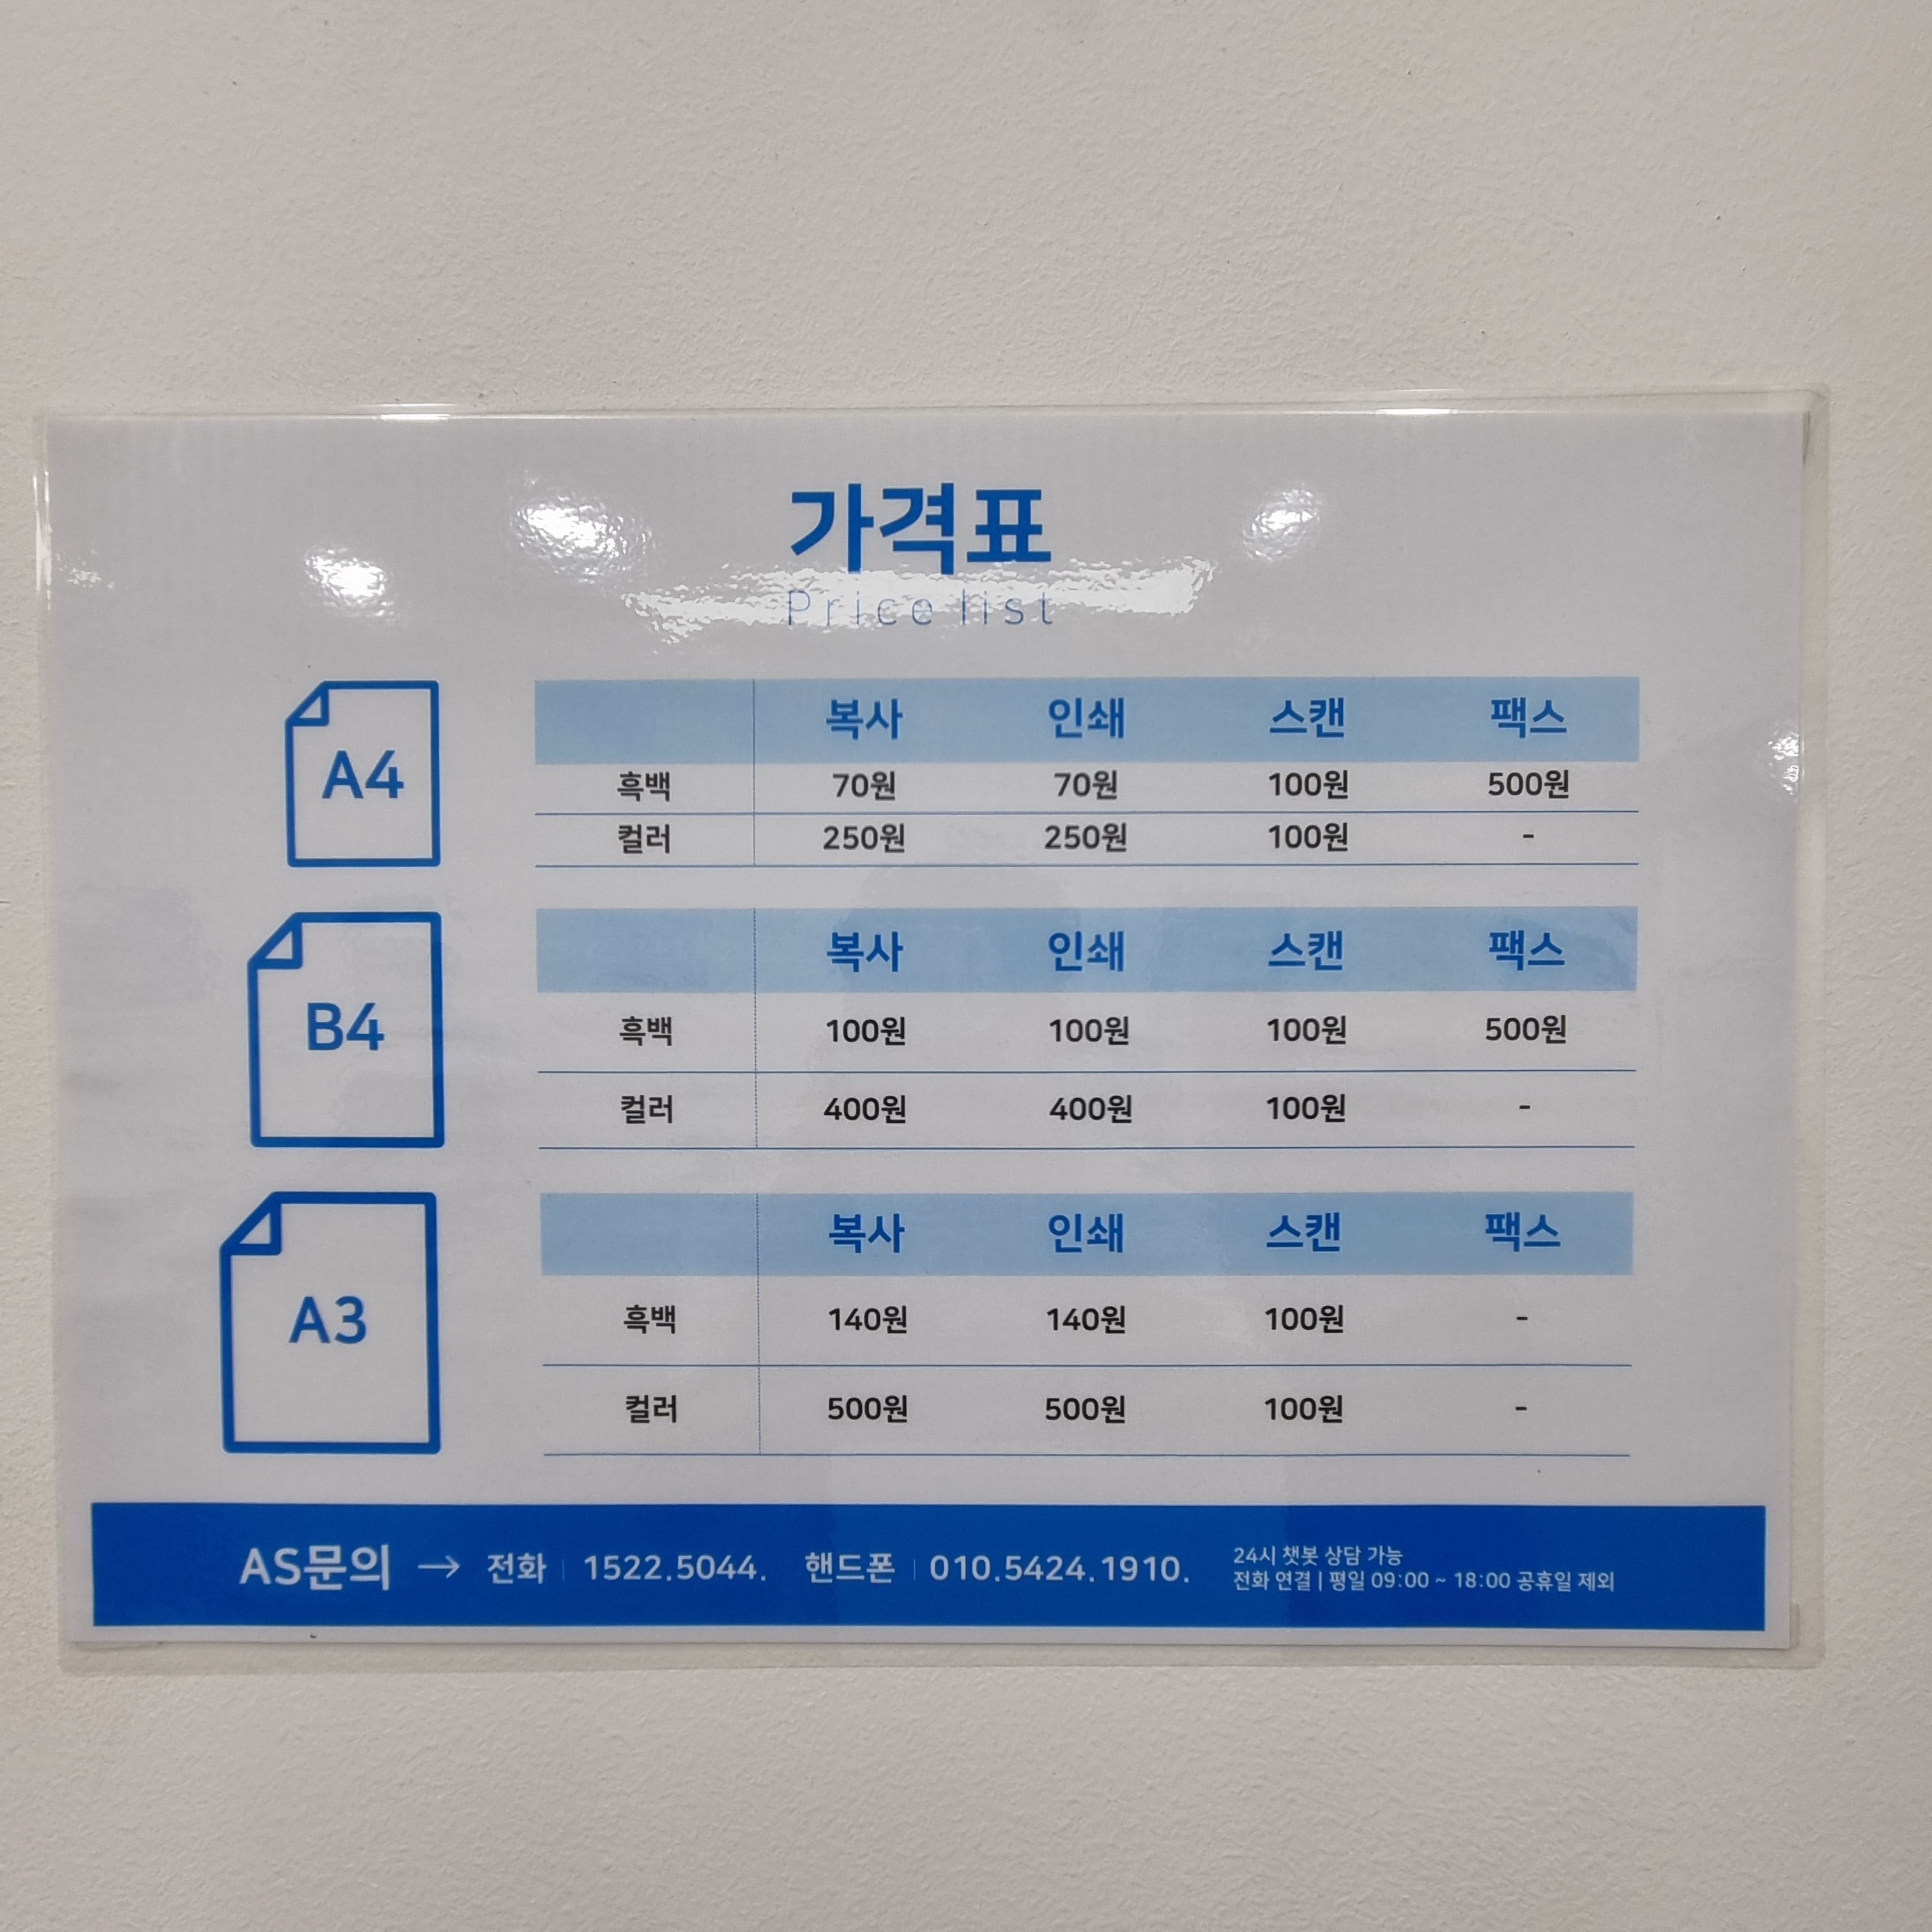 가격표
Price list
A4
복사 인쇄 스캔 팩스
흑백 70원 70원 100원 500원
컬러 250원 250원 100원 -
B4
복사 인쇄 스캔 팩스
흑백 100원 100원 100원 500원
컬러 400원 400원 100원 -
A3
복사 인쇄 스캔 팩스
흑백 140원 140원 100원 -
컬러 500원 500원 100원 -
AS문의 → 전화 | 1522.5044. 핸드폰 | 010.5424.1910.
24시 챗봇 상담 가능
전화 연결 | 평일 09:00 ~ 18:00 공휴일 제외